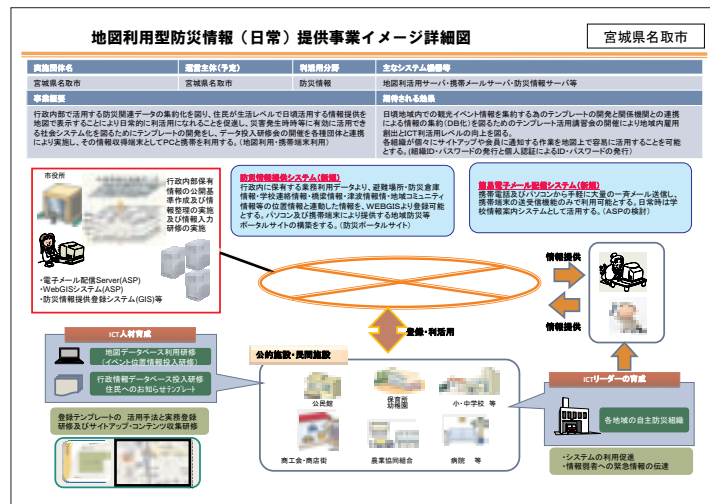 地図利用型防災情報（日常）提供事業イメージ詳細図
宮城県名取市
実施団体名
運営主体(予定)
利活用分野
主なシステム機器等
宮城県名取市
宮城県名取市
防災情報
地図利活用サーバ・携帯メールサーバ・防災情報サーバ等
事業概要
期待される効果
行政内部で活用する防災関連データの集約化を図り、住民が生活レベルで日頃活用する情報提供を
地図で表示することにより日常的に利活用になれることを促進し、災害発生時時等に有効に活用でき
る社会システム化を図るためにテンプレートの開発をし、データ投入研修会の開催を各種団体と連携
により実施し、その情報収得端末としてPCと携帯を利用する。（地図利用・携帯端末利用）
日頃地域内での観光イベント情報を収集する為のテンプレートの開発と関係機関との連携
による情報の集約（DB化）を図るためのテンプレート活用講習会の開催により地域内雇用
創出とICT利活用レベルの向上を図る。
各組織が個々にサイトアップや会員に通知する作業を地図上で容易に活用することを可能
とする。（組織ID・パスワードの発行と個人認証によるID・パスワードの発行）
市役所
行政内部保有
情報の公開基
準作成及び情
報整理の実施
及び情報入力
研修の実施
・電子メール配信Server(ASP)
・WebGISシステム(ASP)
・防災情報提供登録システム(GIS)等
防災情報提供システム(新規)
行政内に保有する業務利用データより、避難場所・防災倉庫
情報・学校連絡情報・橋梁情報・津波情報・地域コミュニティ
情報等の位置情報と連動した情報を、WEBGISより登録可能
とする。パソコン及び携帯端末により提供する地域防災等
ポータルサイトの構築をする。（防災ポータルサイト）
簡易電子メール配信システム(新規)
パソコンから手軽に大量の一斉メール送信し、
携帯端末の送受信機能のみで利用可能とする。日常時は学
校情報案内システムとして活用する。（ASPの検討）
情報提供
情報提供
登録・利活用
ICT人材育成
地図データベース利用研修
（イベント位置情報投入研修）
行政情報データベース投入研修
住民へのお知らせテンプレート
登録テンプレートの 活用手法と実務登録
研修及びサイトアップ・コンテンツ収集研修
公的施設・民間施設
公民館
保育所
幼稚園
小・中学校 等
商工会・商店街
農業協同組合
病院 等
ICTリーダーの育成
各地域の自主防災組織
・システムの利用促進
・情報弱者への緊急情報の伝達